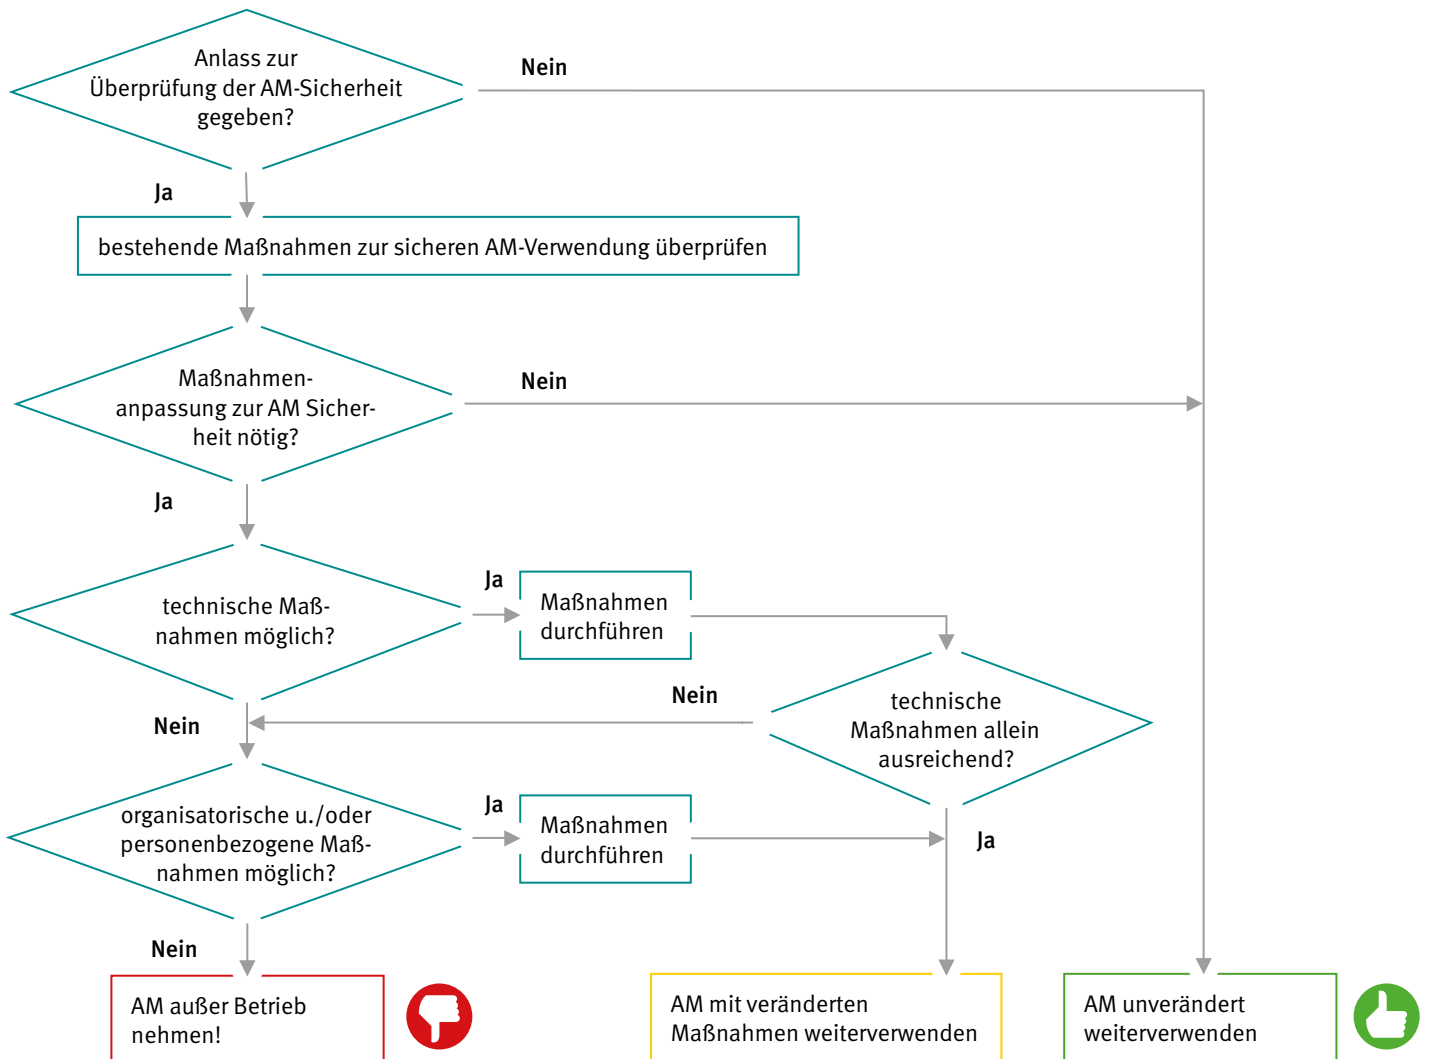 Anlass zur
Überprüfung der AM-Sicherheit
gegeben?
Nein
Ja
bestehende Maßnahmen zur sicheren AM-Verwendung überprüfen
Maßnahmen-
anpassung zur AM Sicher-
heit nötig?
Nein
Ja
technische Maß-
nahmen möglich?
Ja
Maßnahmen
durchführen
Nein
technische
Maßnahmen allein
ausreichend?
Nein
Ja
organisatorische u./oder
personenbezogene Maß-
nahmen möglich?
Ja
Maßnahmen
durchführen
Nein
AM außer Betrieb
nehmen!
AM mit veränderten
Maßnahmen weiterverwenden
AM unverändert
weiterverwenden